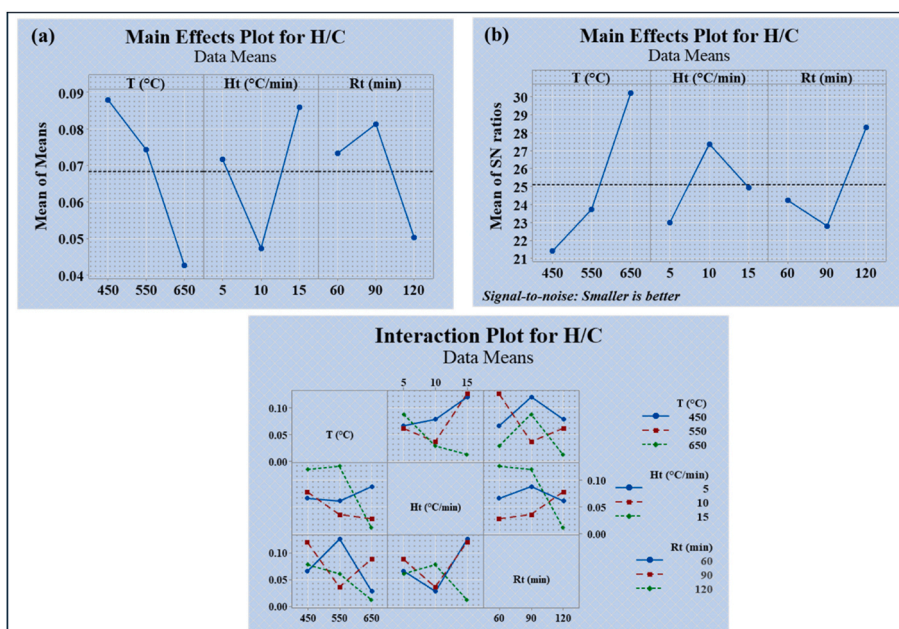 (a)
Main Effects Plot for H/C
Data Means
T (°C) Ht (°C/min) Rt (min)
Mean of Means
0.09
0.08
0.07
0.06
0.05
0.04
450 550 650 5 10 15 60 90 120
(b)
Main Effects Plot for H/C
Data Means
T (°C) Ht (°C/min) Rt (min)
Mean of SN ratios
30
29
28
27
26
25
24
23
22
21
450 550 650 5 10 15 60 90 120
Signal-to-noise: Smaller is better
Interaction Plot for H/C
Data Means
5 10 15
0.10
0.05
0.00
T (°C)
T (°C)
450
550
650
Ht (°C/min)
0.10
0.05
0.00
Ht (°C/min)
5
10
15
0.10
0.05
0.00
Rt (min)
Rt (min)
60
90
120
450 550 650 60 90 120